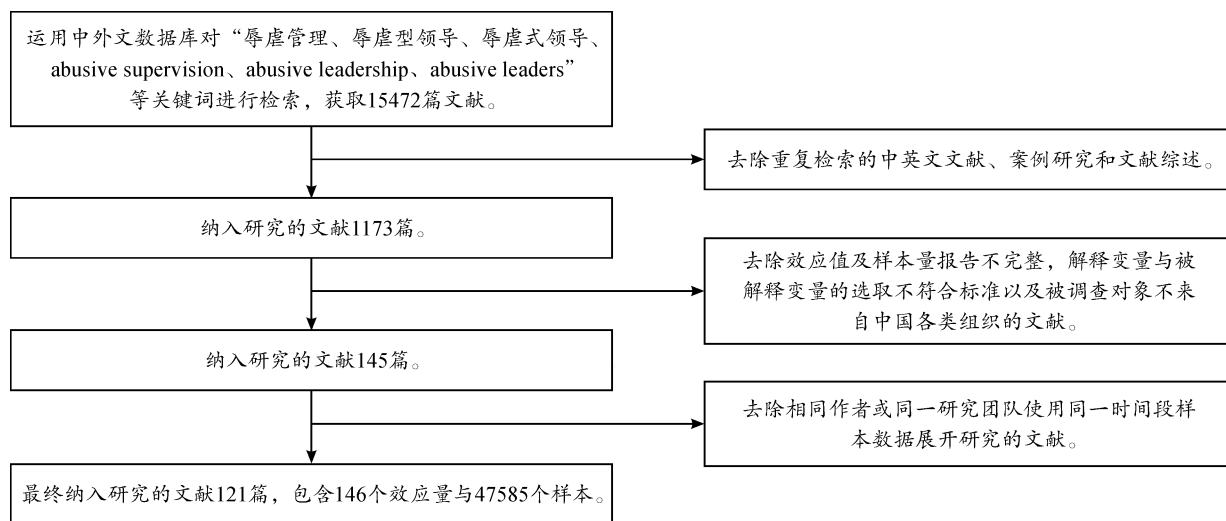 运用中外文数据库对“辱虐管理、辱虐型领导、辱虐式领导、
abusive supervision、abusive leadership、abusive leaders”
等关键词进行检索，获取15472篇文献。
去除重复检索的中英文文献、案例研究和文献综述。
纳入研究的文献1173篇。
去除效应值及样本量报告不完整，解释变量与被
解释变量的选取不符合标准以及被调查对象不来
自中国各类组织的文献。
纳入研究的文献145篇。
去除相同作者或同一研究团队使用同一时间段样
本数据展开研究的文献。
最终纳入研究的文献121篇，包含146个效应量与47585个样本。